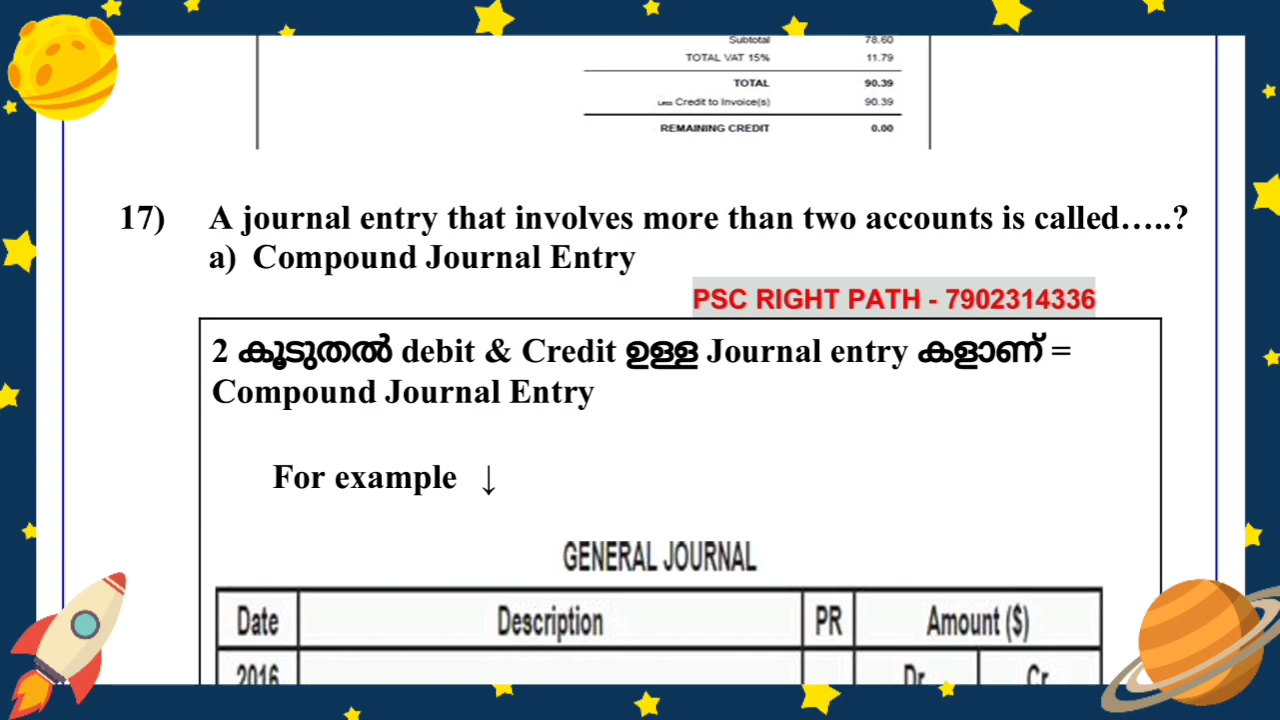 Subtotal 78.60
TOTAL VAT 15% 11.79
TOTAL 90.39
Less Credit to Invoice(s) 90.39
REMAINING CREDIT 0.00
17) A journal entry that involves more than two accounts is called…..?
a) Compound Journal Entry
PSC RIGHT PATH - 7902314336
2 കൂടുതൽ debit & Credit ഉള്ള Journal entry കളാണ് =
Compound Journal Entry
For example ↓
GENERAL JOURNAL
Date Description PR Amount ($)
2016 Dr. Cr.